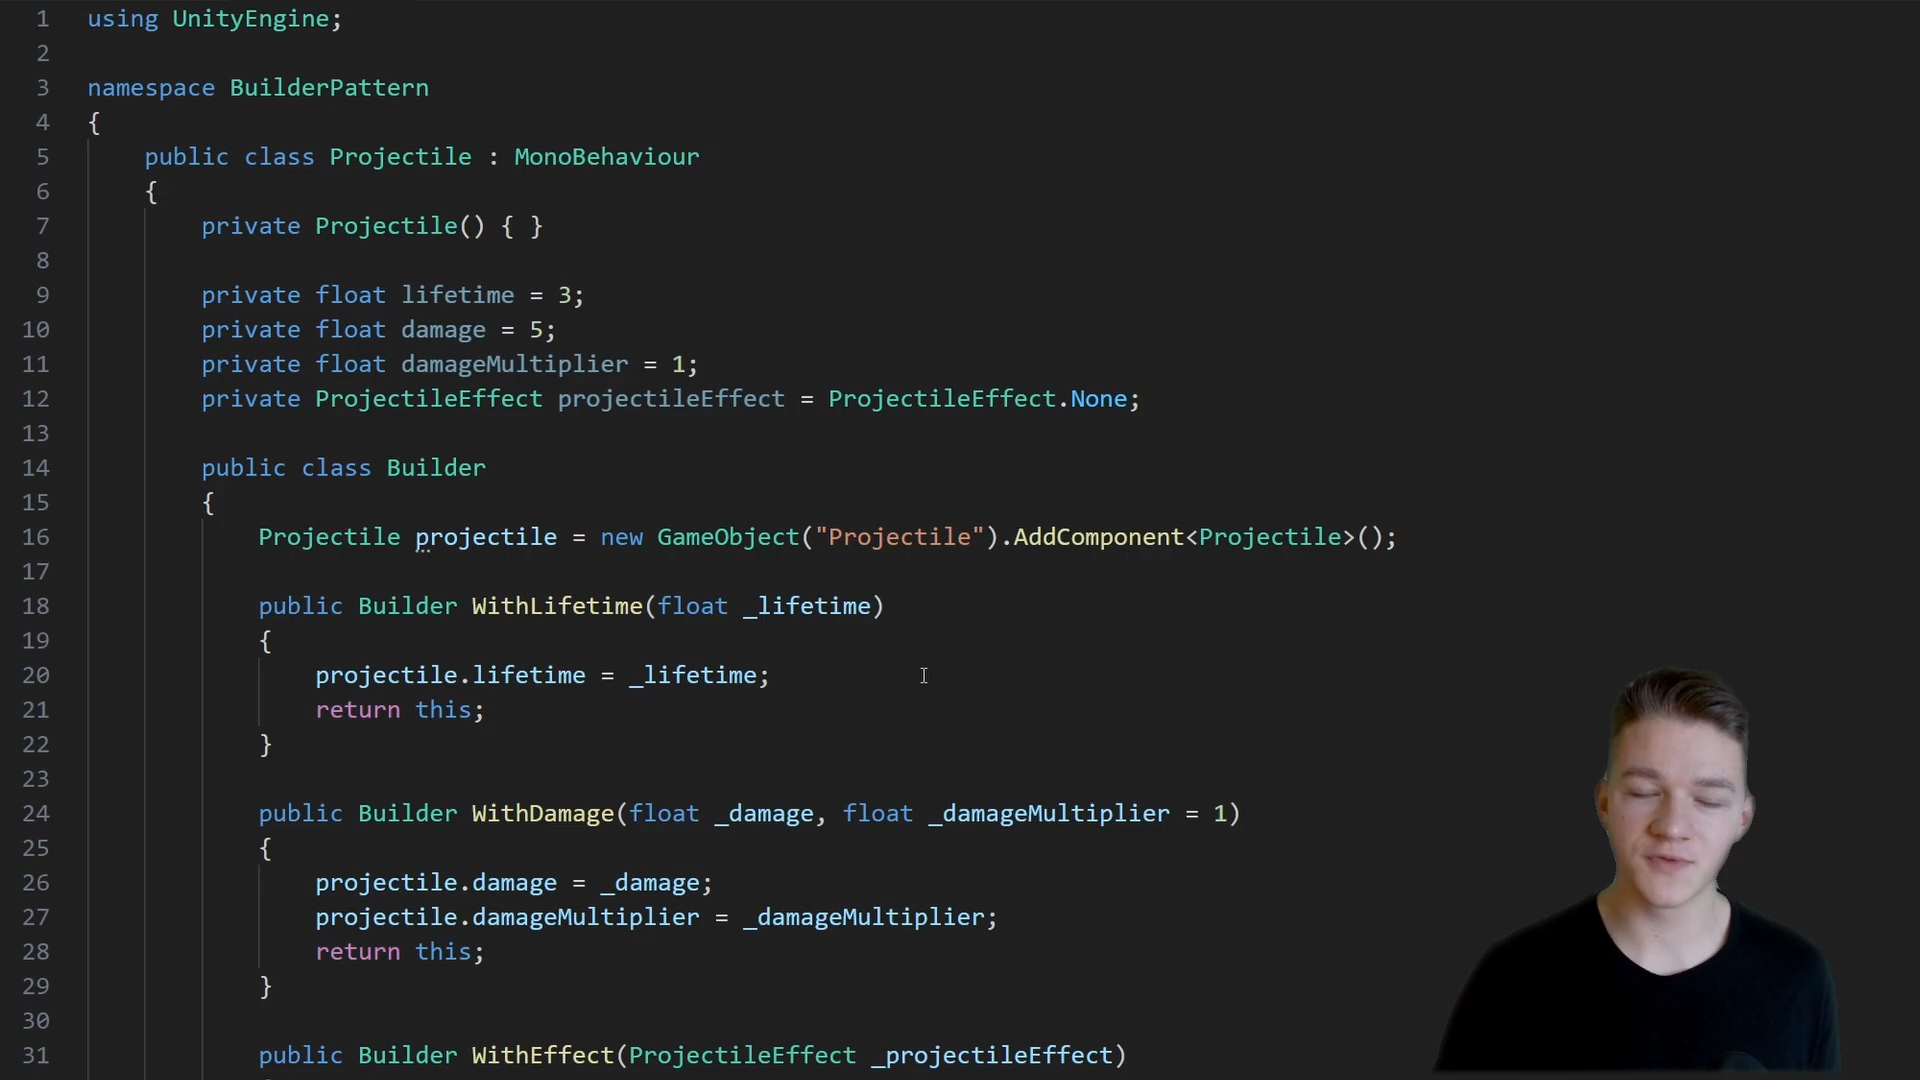 1 using UnityEngine;
2
3 namespace BuilderPattern
4 {
5 public class Projectile : MonoBehaviour
6 {
7 private Projectile() { }
8
9 private float lifetime = 3;
10 private float damage = 5;
11 private float damageMultiplier = 1;
12 private ProjectileEffect projectileEffect = ProjectileEffect.None;
13
14 public class Builder
15 {
16 Projectile projectile = new GameObject("Projectile").AddComponent<Projectile>();
17
18 public Builder WithLifetime(float _lifetime)
19 {
20 projectile.lifetime = _lifetime;
21 return this;
22 }
23
24 public Builder WithDamage(float _damage, float _damageMultiplier = 1)
25 {
26 projectile.damage = _damage;
27 projectile.damageMultiplier = _damageMultiplier;
28 return this;
29 }
30
31 public Builder WithEffect(ProjectileEffect _projectileEffect)